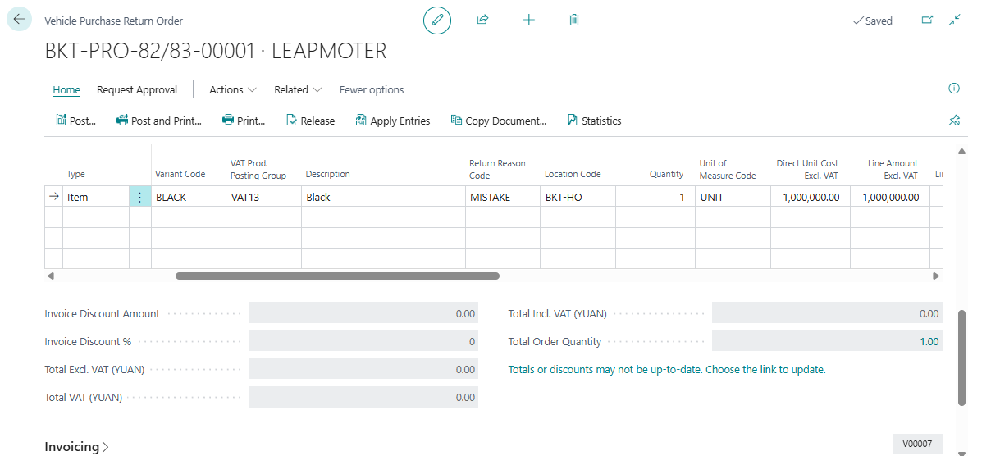 Vehicle Purchase Return Order
Saved
BKT-PRO-82/83-00001 · LEAPMOTER
Home Request Approval Actions Related Fewer options
Post... Post and Print... Print... Release Apply Entries Copy Document... Statistics
Type Variant Code VAT Prod. Posting Group Description Return Reason Code Location Code Quantity Unit of Measure Code Direct Unit Cost Excl. VAT Line Amount Excl. VAT
Item BLACK VAT13 Black MISTAKE BKT-HO 1 UNIT 1,000,000.00 1,000,000.00
Invoice Discount Amount 0.00 Total Incl. VAT (YUAN) 0.00
Invoice Discount % 0 Total Order Quantity 1.00
Total Excl. VAT (YUAN) 0.00 Totals or discounts may not be up-to-date. Choose the link to update.
Total VAT (YUAN) 0.00
Invoicing V00007